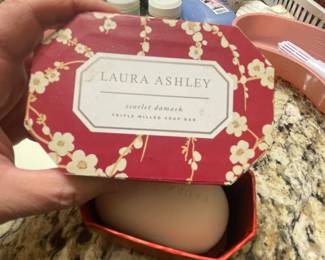 LAURA ASHLEY
scarlet damask
TRIPLE MILLED SOAP BAR